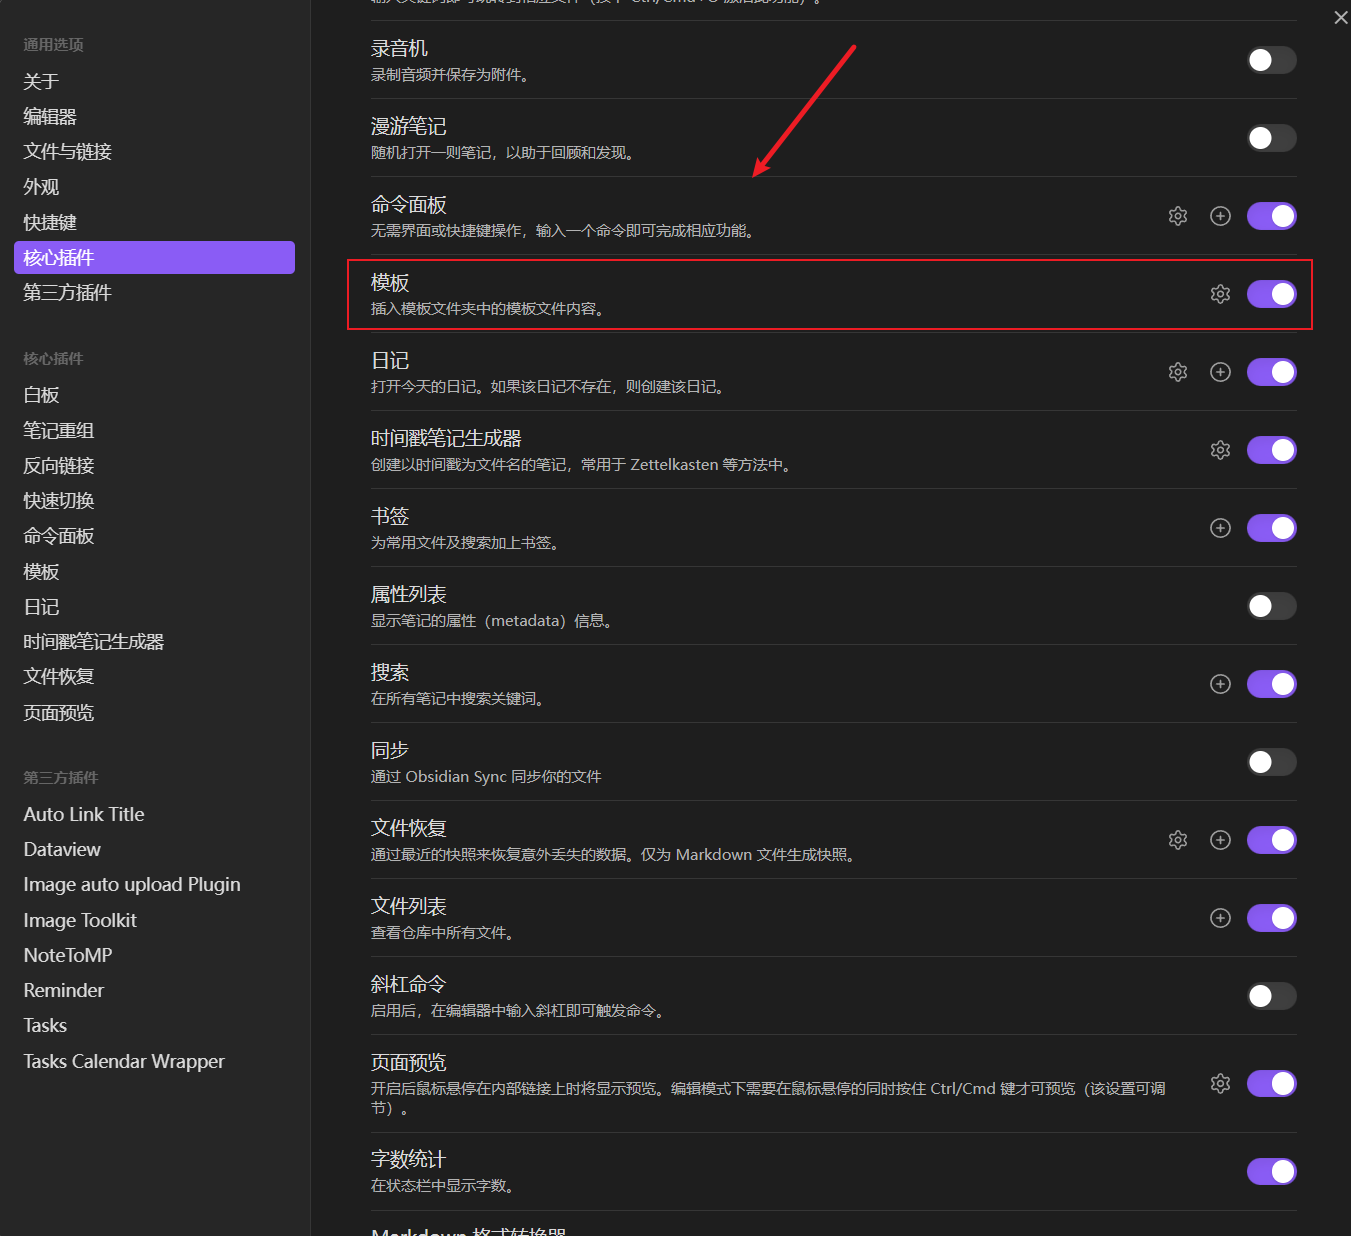 通用选项
关于
编辑器
文件与链接
外观
快捷键
核心插件
第三方插件
核心插件
白板
笔记重组
反向链接
快速切换
命令面板
模板
日记
时间戳笔记生成器
文件恢复
页面预览
第三方插件
Auto Link Title
Dataview
Image auto upload Plugin
Image Toolkit
NoteToMP
Reminder
Tasks
Tasks Calendar Wrapper
录音机
录制音频并保存为附件。
漫游笔记
随机打开一则笔记，以助于回顾和发现。
命令面板
无需界面或快捷键操作，输入一个命令即可完成相应功能。
模板
插入模板文件夹中的模板文件内容。
日记
打开今天的日记。如果该日记不存在，则创建该日记。
时间戳笔记生成器
创建以时间戳为文件名的笔记，常用于 Zettelkasten 等方法中。
书签
为常用文件及搜索加上书签。
属性列表
显示笔记的属性（metadata）信息。
搜索
在所有笔记中搜索关键词。
同步
通过 Obsidian Sync 同步你的文件
文件恢复
通过最近的快照来恢复意外丢失的数据。仅为 Markdown 文件生成快照。
文件列表
查看仓库中所有文件。
斜杠命令
启用后，在编辑器中输入斜杠即可触发命令。
页面预览
开启后鼠标悬停在内部链接上时将显示预览。编辑模式下需要在鼠标悬停的同时按住 Ctrl/Cmd 键才可预览（该设置可调
节）。
字数统计
在状态栏中显示字数。
Markdown 格式转换器